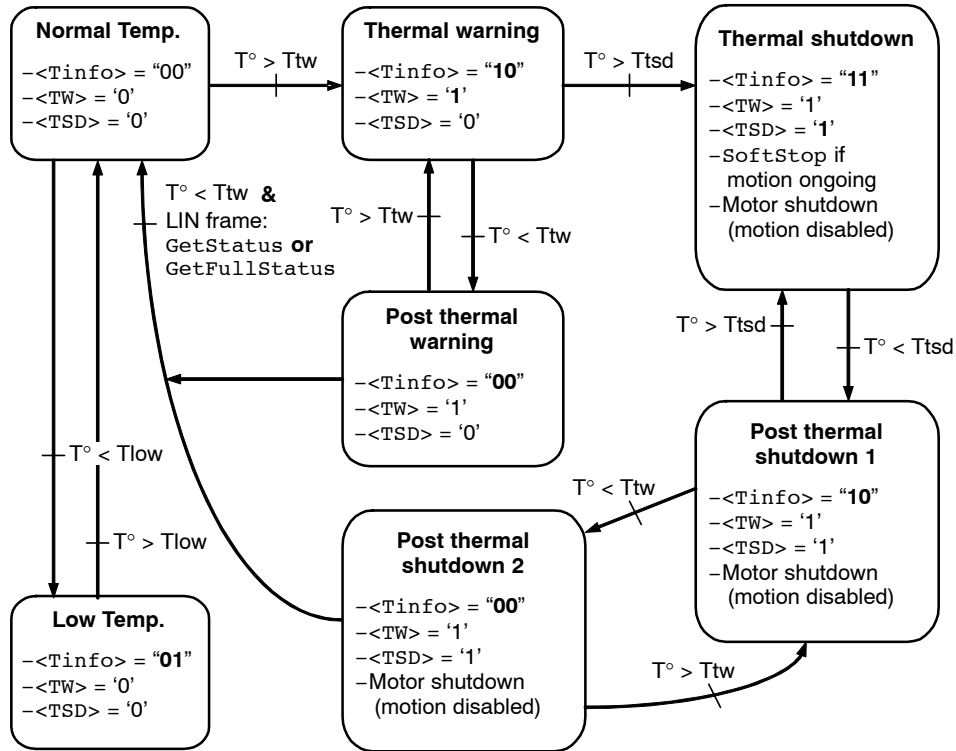 Normal Temp.
–<Tinfo> = “00”
–<TW> = ‘0’
–<TSD> = ‘0’
T° > Ttw
Thermal warning
–<Tinfo> = “10”
–<TW> = ‘1’
–<TSD> = ‘0’
T° > Ttsd
Thermal shutdown
–<Tinfo> = “11”
–<TW> = ‘1’
–<TSD> = ‘1’
–SoftStop if
motion ongoing
–Motor shutdown
(motion disabled)
T° < Ttw &
LIN frame:
GetStatus or
GetFullStatus
T° > Ttw
T° < Ttw
Post thermal
warning
–<Tinfo> = “00”
–<TW> = ‘1’
–<TSD> = ‘0’
T° > Ttsd
T° < Ttsd
Post thermal
shutdown 1
–<Tinfo> = “10”
–<TW> = ‘1’
–<TSD> = ‘1’
–Motor shutdown
(motion disabled)
T° < Tlow
T° > Tlow
T° < Ttw
Post thermal
shutdown 2
–<Tinfo> = “00”
–<TW> = ‘1’
–<TSD> = ‘1’
–Motor shutdown
(motion disabled)
T° > Ttw
Low Temp.
–<Tinfo> = “01”
–<TW> = ‘0’
–<TSD> = ‘0’